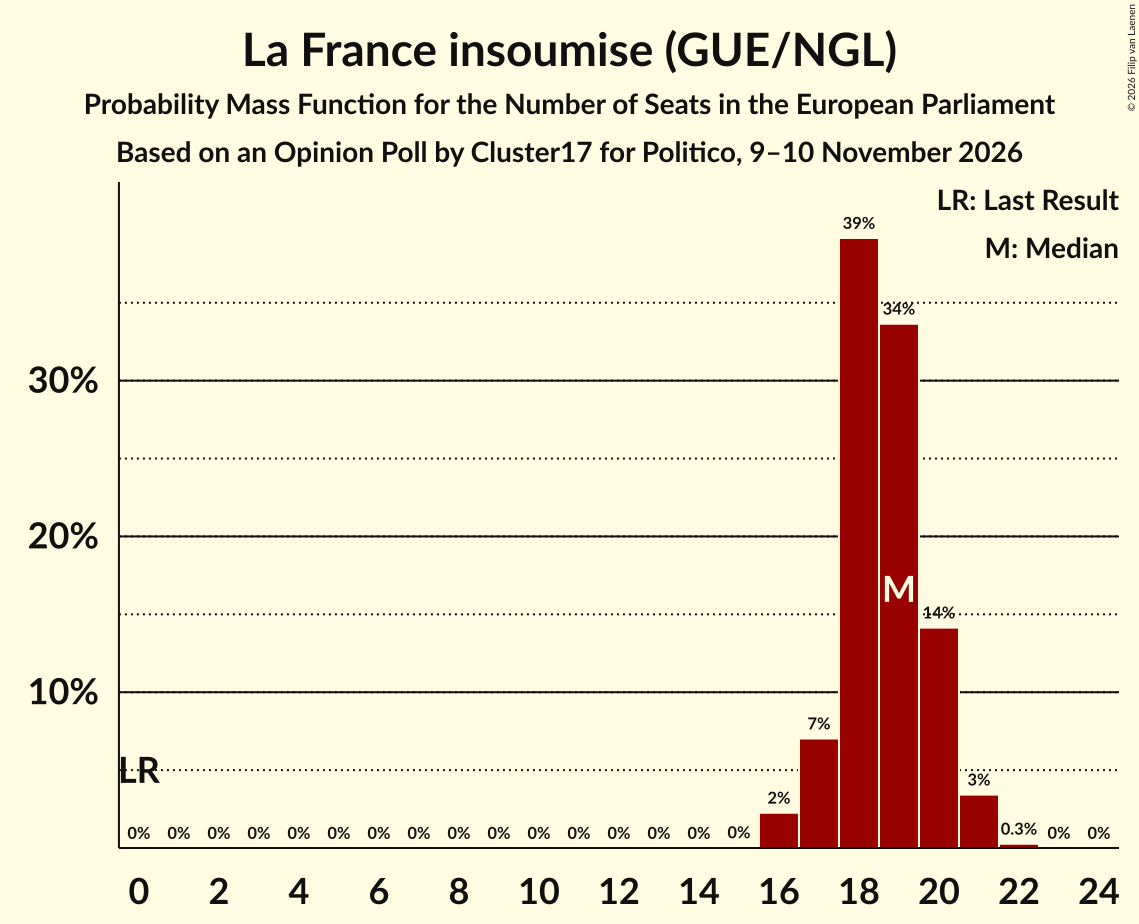 La France insoumise (GUE/NGL)
Probability Mass Function for the Number of Seats in the European Parliament
Based on an Opinion Poll by Cluster17 for Politico, 9–10 November 2026
© 2026 Filip van Laenen
LR: Last Result
M: Median
39%
34%
30%
20%
M
14%
10%
7%
LR
3%
2%
0% 0% 0% 0% 0% 0% 0% 0% 0% 0% 0% 0% 0% 0% 0% 0% 0.3% 0% 0%
0 2 4 6 8 10 12 14 16 18 20 22 24